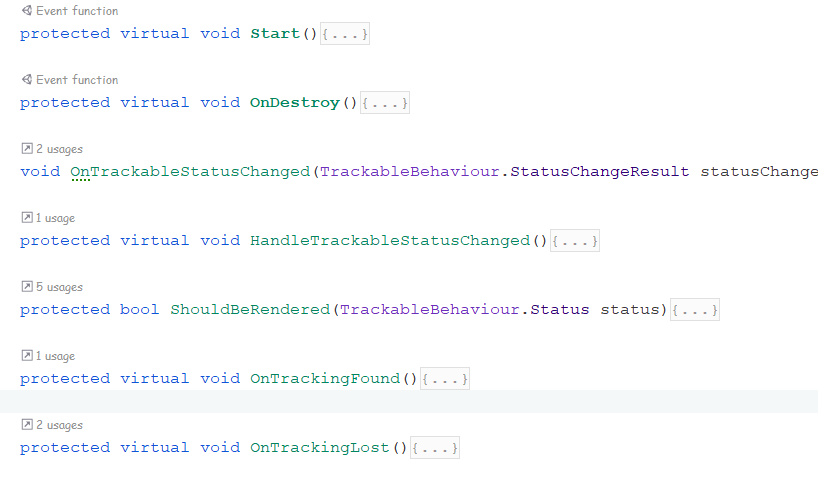 Event function
protected virtual void Start(){...}
Event function
protected virtual void OnDestroy(){...}
2 usages
void OnTrackableStatusChanged(TrackableBehaviour.StatusChangeResult statusChange
1 usage
protected virtual void HandleTrackableStatusChanged(){...}
5 usages
protected bool ShouldBeRendered(TrackableBehaviour.Status status){...}
1 usage
protected virtual void OnTrackingFound(){...}
2 usages
protected virtual void OnTrackingLost(){...}